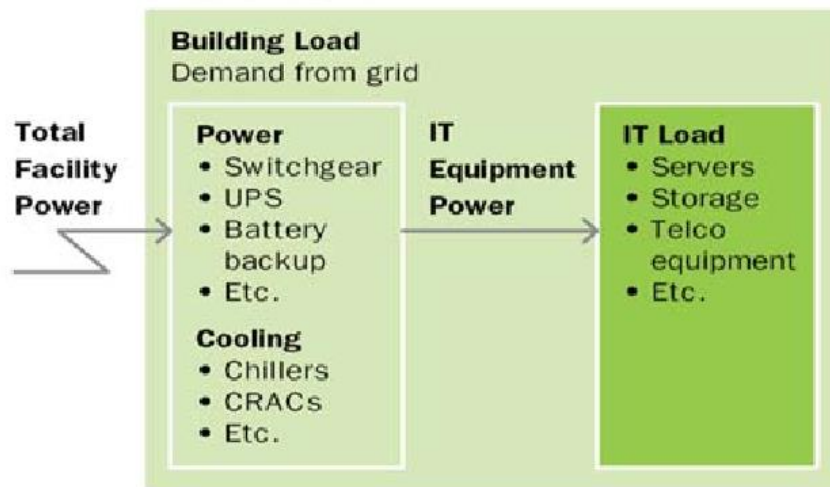 Building Load
Demand from grid
Total
Facility
Power
Power
• Switchgear
• UPS
• Battery
backup
• Etc.
Cooling
• Chillers
• CRACs
• Etc.
IT
Equipment
Power
IT Load
• Servers
• Storage
• Telco
equipment
• Etc.